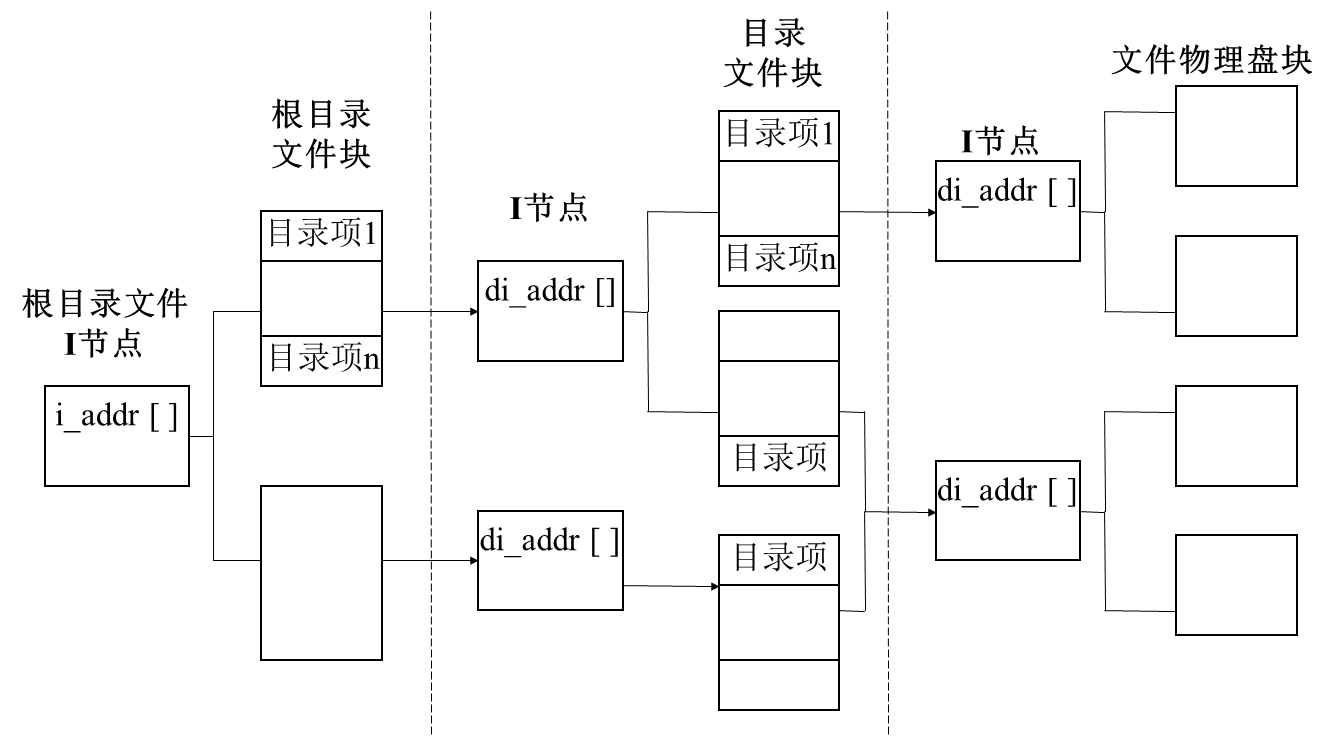 根目录文件
I节点
i_addr [ ]
根目录
文件块
目录项1
目录项n
I节点
di_addr []
di_addr [ ]
目录
文件块
目录项1
目录项n
目录项
目录项
I节点
di_addr [ ]
di_addr [ ]
文件物理盘块